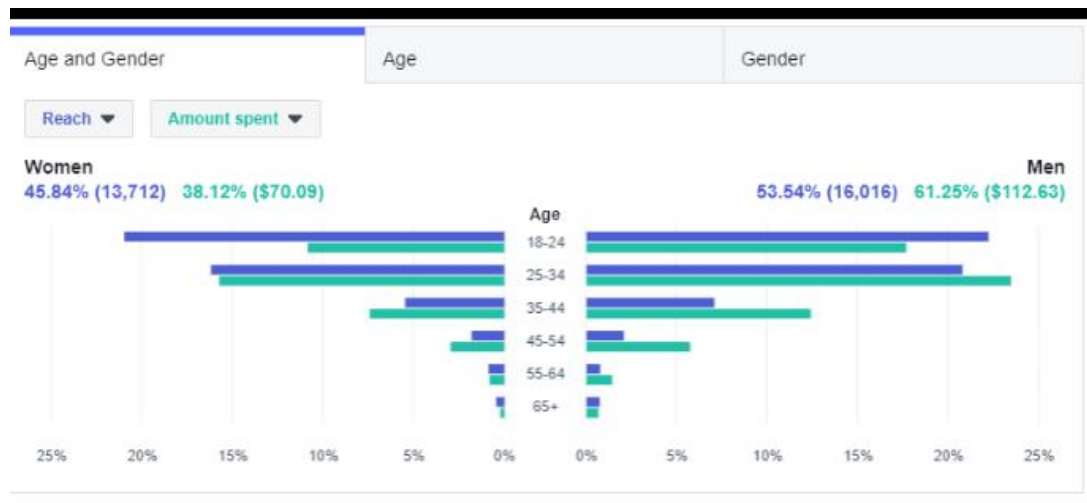 Age and Gender Age Gender
Reach Amount spent
Women Men
45.84% (13,712) 38.12% ($70.09) 53.54% (16,016) 61.25% ($112.63)
Age
18-24
25-34
35-44
45-54
55-64
65+
25% 20% 15% 10% 5% 0% 0% 5% 10% 15% 20% 25%